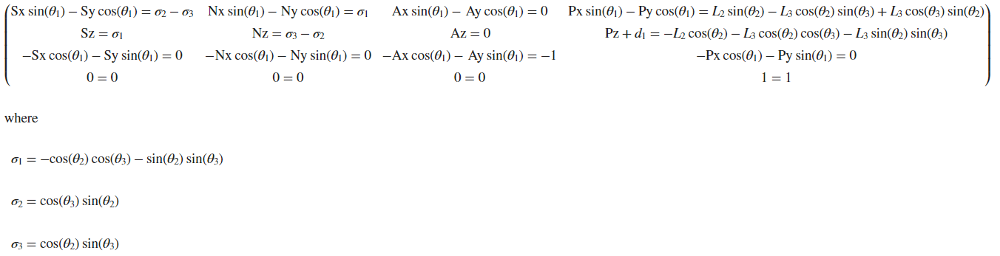 Sx sin(θ₁) − Sy cos(θ₁) = σ₂ − σ₃ Nx sin(θ₁) − Ny cos(θ₁) = σ₁ Ax sin(θ₁) − Ay cos(θ₁) = 0 Px sin(θ₁) − Py cos(θ₁) = L₂ sin(θ₂) − L₃ cos(θ₂) sin(θ₃) + L₃ cos(θ₃) sin(θ₂)
Sz = σ₁ Nz = σ₃ − σ₂ Az = 0 Pz + d₁ = −L₂ cos(θ₂) − L₃ cos(θ₂) cos(θ₃) − L₃ sin(θ₂) sin(θ₃)
−Sx cos(θ₁) − Sy sin(θ₁) = 0 −Nx cos(θ₁) − Ny sin(θ₁) = 0 −Ax cos(θ₁) − Ay sin(θ₁) = −1 −Px cos(θ₁) − Py sin(θ₁) = 0
0 = 0 0 = 0 0 = 0 1 = 1
where
σ₁ = −cos(θ₂) cos(θ₃) − sin(θ₂) sin(θ₃)
σ₂ = cos(θ₃) sin(θ₂)
σ₃ = cos(θ₂) sin(θ₃)